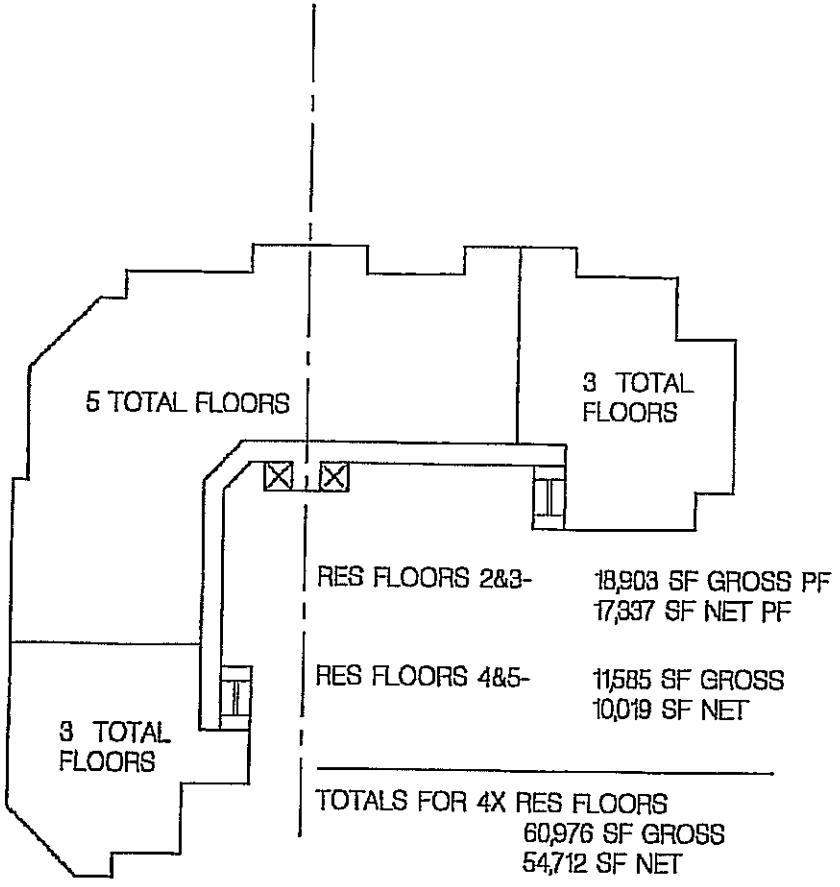 5 TOTAL FLOORS
3 TOTAL
FLOORS
RES FLOORS 2&3- 18,903 SF GROSS PF
17,337 SF NET PF
RES FLOORS 4&5- 11,585 SF GROSS
10,019 SF NET
3 TOTAL
FLOORS
TOTALS FOR 4X RES FLOORS
60,976 SF GROSS
54,712 SF NET